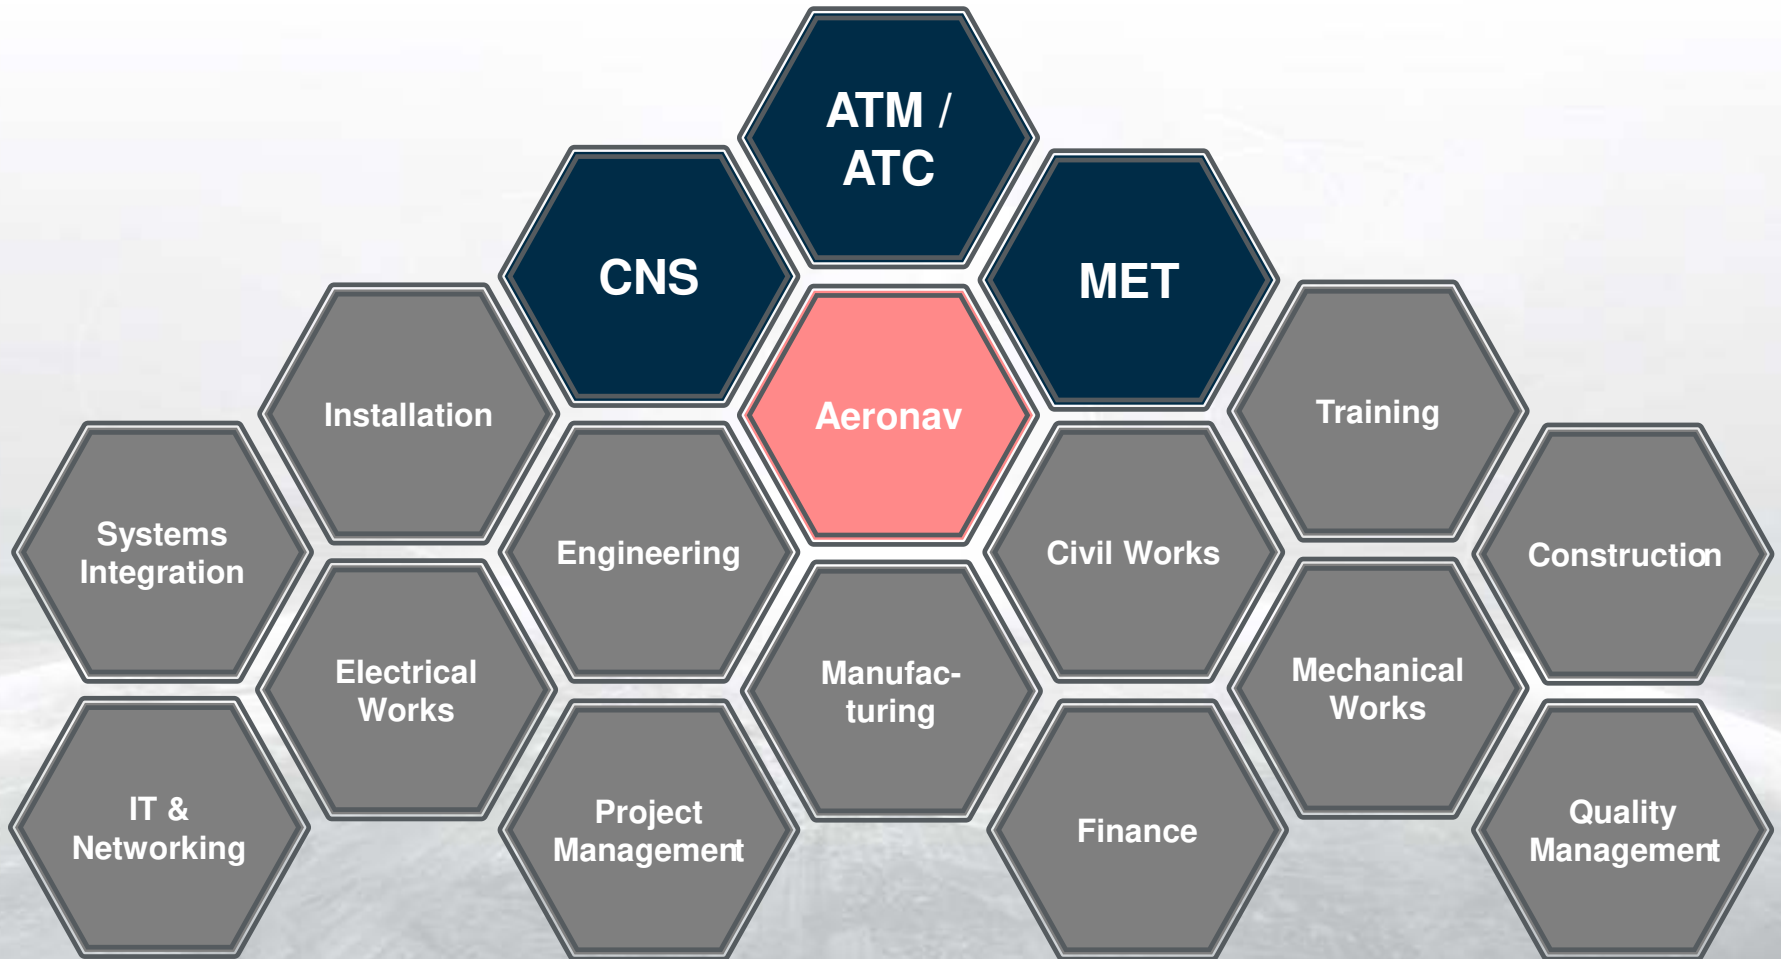 ATM /
ATC
CNS
MET
Installation
Aeronav
Training
Systems
Integration
Engineering
Civil Works
Construction
Electrical
Works
Manufac-
turing
Mechanical
Works
IT &
Networking
Project
Management
Finance
Quality
Management